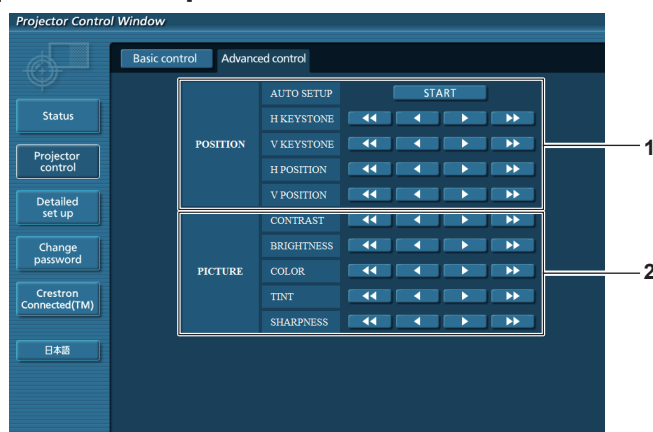 Projector Control Window
Basic control Advanced control
Status
Projector
control
Detailed
set up
Change
password
Crestron
Connected(TM)
日本語
POSITION
AUTO SETUP START
H KEYSTONE
V KEYSTONE
H POSITION
V POSITION
PICTURE
CONTRAST
BRIGHTNESS
COLOR
TINT
SHARPNESS
1
2